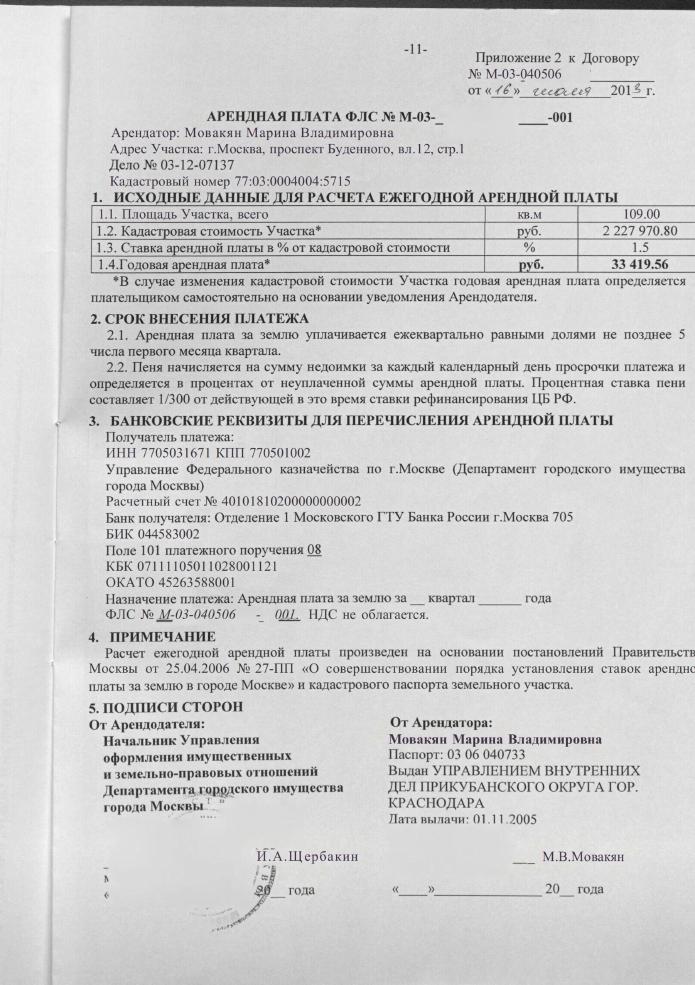 -11-
Приложение 2 к Договору
№ М-03-040506
от «16» июля 2013 г.
АРЕНДНАЯ ПЛАТА ФЛС № М-03-_ ____-001
Арендатор: Мовакян Марина Владимировна
Адрес Участка: г.Москва, проспект Буденного, вл.12, стр.1
Дело № 03-12-07137
Кадастровый номер 77:03:0004004:5715
1. ИСХОДНЫЕ ДАННЫЕ ДЛЯ РАСЧЕТА ЕЖЕГОДНОЙ АРЕНДНОЙ ПЛАТЫ
1.1. Площадь Участка, всего кв.м 109.00
1.2. Кадастровая стоимость Участка* руб. 2 227 970.80
1.3. Ставка арендной платы в % от кадастровой стоимости % 1.5
1.4.Годовая арендная плата* руб. 33 419.56
*В случае изменения кадастровой стоимости Участка годовая арендная плата определяется
плательщиком самостоятельно на основании уведомления Арендодателя.
2. СРОК ВНЕСЕНИЯ ПЛАТЕЖА
2.1. Арендная плата за землю уплачивается ежеквартально равными долями не позднее 5
числа первого месяца квартала.
2.2. Пеня начисляется на сумму недоимки за каждый календарный день просрочки платежа и
определяется в процентах от неуплаченной суммы арендной платы. Процентная ставка пени
составляет 1/300 от действующей в это время ставки рефинансирования ЦБ РФ.
3. БАНКОВСКИЕ РЕКВИЗИТЫ ДЛЯ ПЕРЕЧИСЛЕНИЯ АРЕНДНОЙ ПЛАТЫ
Получатель платежа:
ИНН 7705031671 КПП 770501002
Управление Федерального казначейства по г.Москве (Департамент городского имущества
города Москвы)
Расчетный счет № 40101810200000000002
Банк получателя: Отделение 1 Московского ГТУ Банка России г.Москва 705
БИК 044583002
Поле 101 платежного поручения 08
КБК 07111105011028001121
ОКАТО 45263588001
Назначение платежа: Арендная плата за землю за __ квартал ______ года
ФЛС № М-03-040506 - 001. НДС не облагается.
4. ПРИМЕЧАНИЕ
Расчет ежегодной арендной платы произведен на основании постановлений Правительств
Москвы от 25.04.2006 № 27-ПП «О совершенствовании порядка установления ставок арендно
платы за землю в городе Москве» и кадастрового паспорта земельного участка.
5. ПОДПИСИ СТОРОН
От Арендодателя:
Начальник Управления
оформления имущественных
и земельно-правовых отношений
Департамента городского имущества
города Москвы
И.А.Щербакин
20__ года
От Арендатора:
Мовакян Марина Владимировна
Паспорт: 03 06 040733
Выдан УПРАВЛЕНИЕМ ВНУТРЕННИХ
ДЕЛ ПРИКУБАНСКОГО ОКРУГА ГОР.
КРАСНОДАРА
Дата выдачи: 01.11.2005
___ М.В.Мовакян
«____»_______________ 20__ года